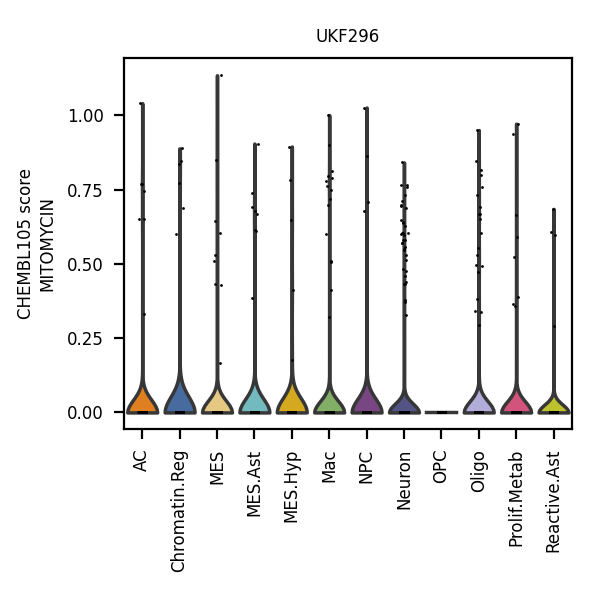 UKF296
CHEMBL105 score
MITOMYCIN
1.00
0.75
0.50
0.25
0.00
AC
Chromatin.Reg
MES
MES.Ast
MES.Hyp
Mac
NPC
Neuron
OPC
Oligo
Prolif.Metab
Reactive.Ast